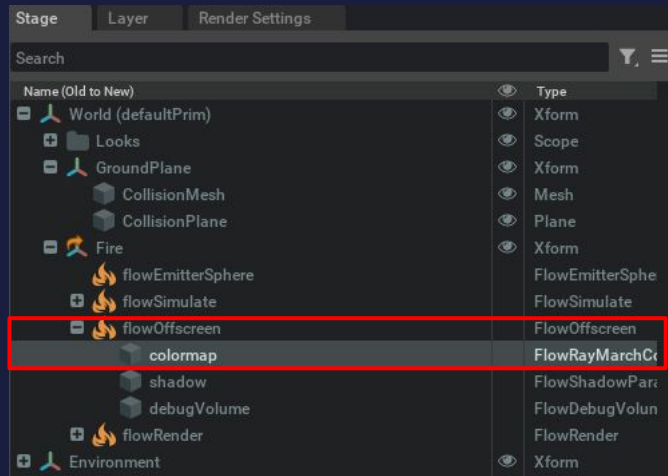 Stage Layer Render Settings
Search
Name (Old to New) Type
World (defaultPrim) Xform
Looks Scope
GroundPlane Xform
CollisionMesh Mesh
CollisionPlane Plane
Fire Xform
flowEmitterSphere FlowEmitterSphe
flowSimulate FlowSimulate
flowOffscreen FlowOffscreen
colormap FlowRayMarchCo
shadow FlowShadowPara
debugVolume FlowDebugVolum
flowRender FlowRender
Environment Xform